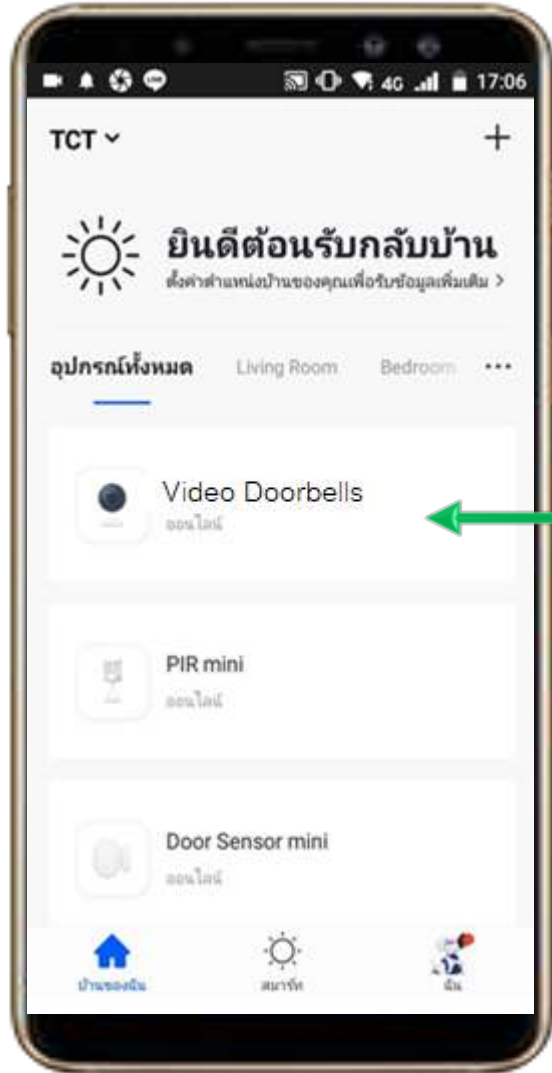 4G 17:06
TCT
ยินดีต้อนรับกลับบ้าน
ตั้งค่าตำแหน่งบ้านของคุณเพื่อรับข้อมูลเพิ่มเติม >
อุปกรณ์ทั้งหมด Living Room Bedroom ...
Video Doorbells
ออนไลน์
PIR mini
ออนไลน์
Door Sensor mini
ออนไลน์
บ้านของฉัน สมาร์ท ฉัน